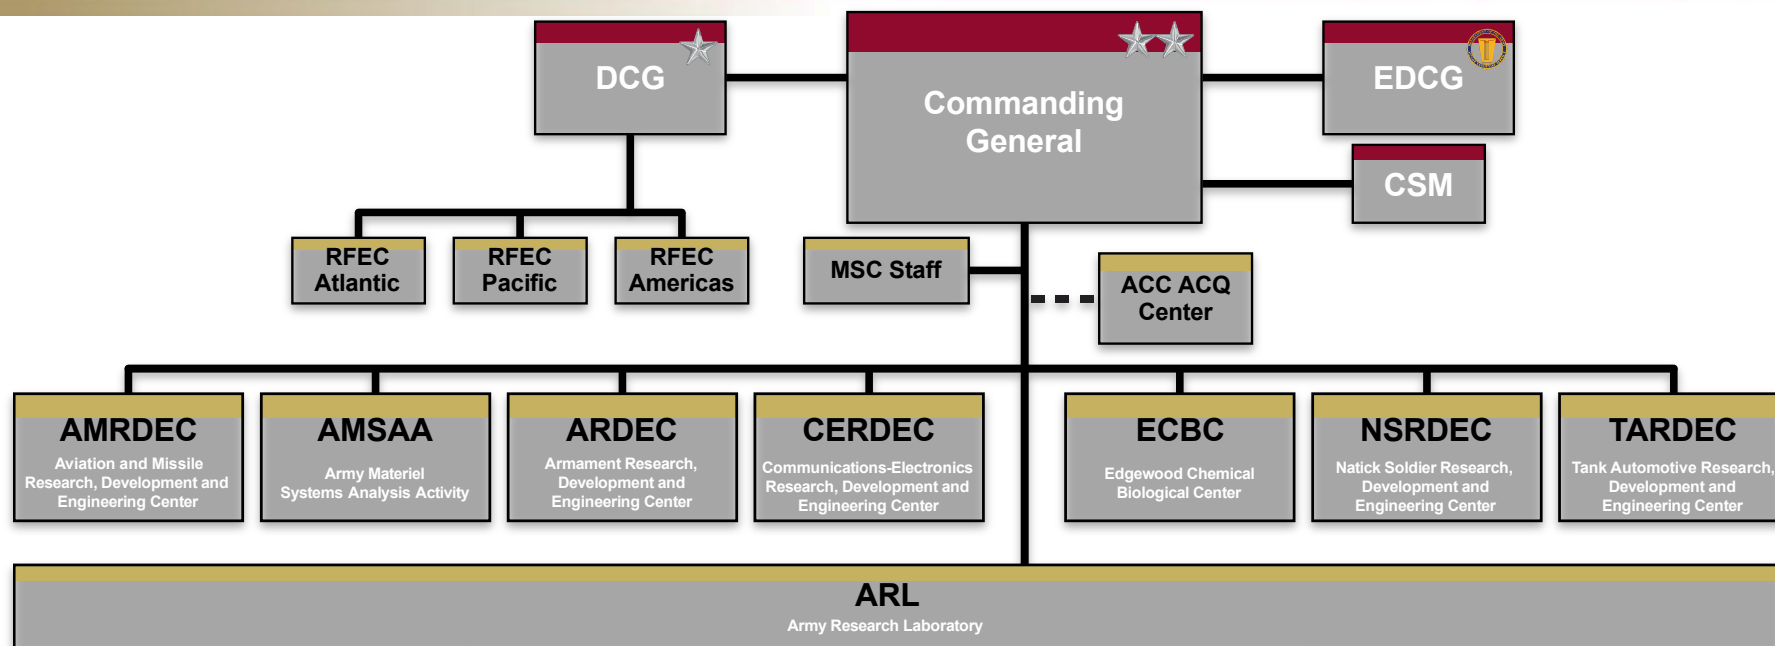 DCG
Commanding
General
EDCG
CSM
RFEC
Atlantic
RFEC
Pacific
RFEC
Americas
MSC Staff
ACC ACQ
Center
AMRDEC
Aviation and Missile
Research, Development and
Engineering Center
AMSAA
Army Materiel
Systems Analysis Activity
ARDEC
Armament Research,
Development and
Engineering Center
CERDEC
Communications-Electronics
Research, Development and
Engineering Center
ECBC
Edgewood Chemical
Biological Center
NSRDEC
Natick Soldier Research,
Development and
Engineering Center
TARDEC
Tank Automotive Research,
Development and
Engineering Center
ARL
Army Research Laboratory